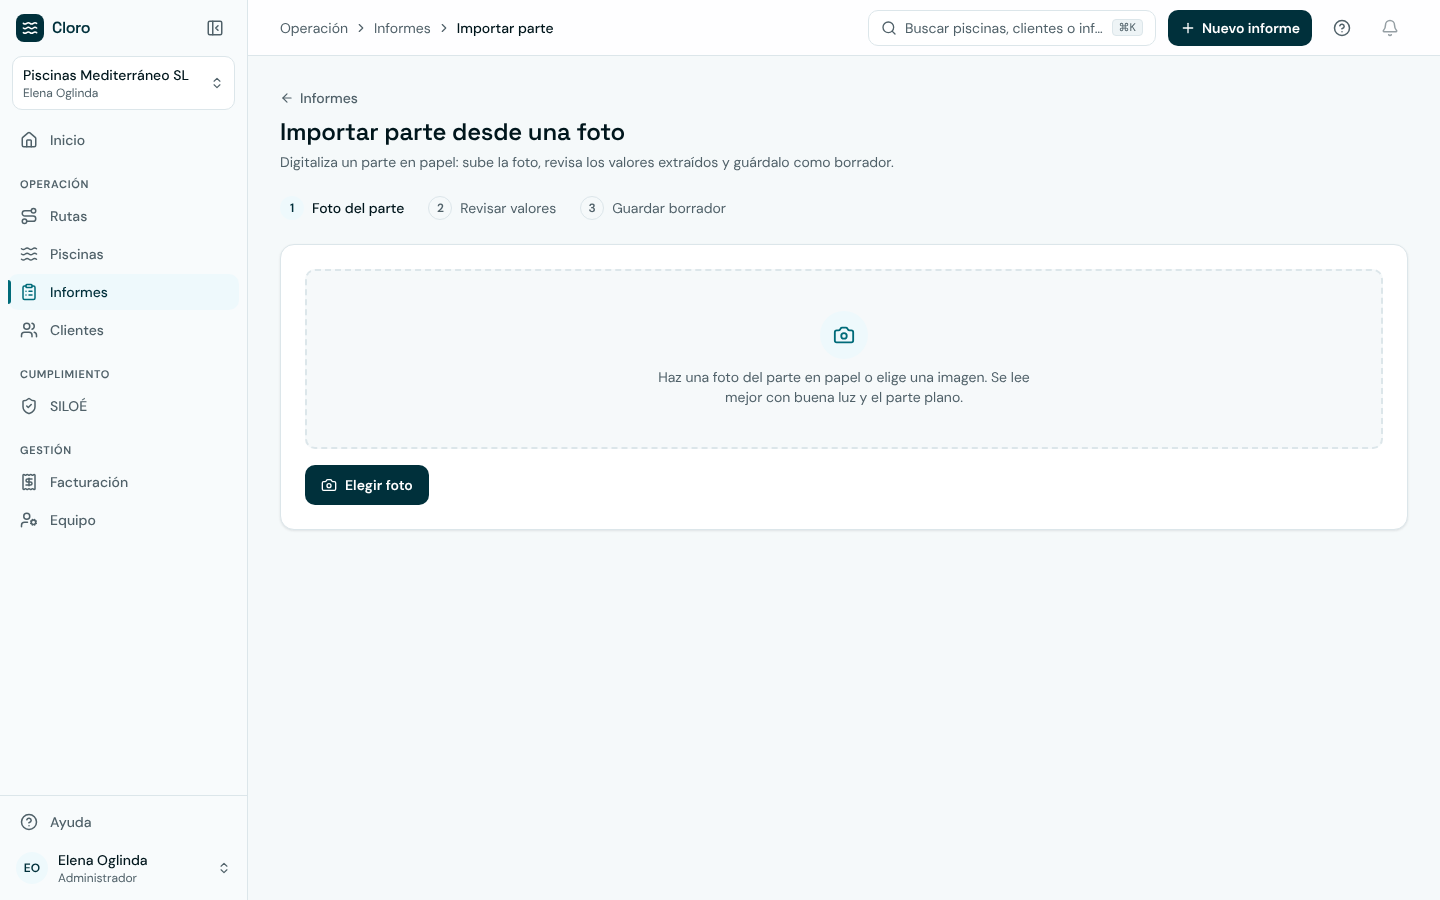 Cloro
Piscinas Mediterráneo SL
Elena Oglinda
Inicio
OPERACIÓN
Rutas
Piscinas
Informes
Clientes
CUMPLIMIENTO
SILOÉ
GESTIÓN
Facturación
Equipo
Ayuda
EO
Elena Oglinda
Administrador
Operación > Informes > Importar parte
Buscar piscinas, clientes o inf... ⌘K
Nuevo informe
Informes
Importar parte desde una foto
Digitaliza un parte en papel: sube la foto, revisa los valores extraídos y guárdalo como borrador.
1 Foto del parte 2 Revisar valores 3 Guardar borrador
Haz una foto del parte en papel o elige una imagen. Se lee
mejor con buena luz y el parte plano.
Elegir foto